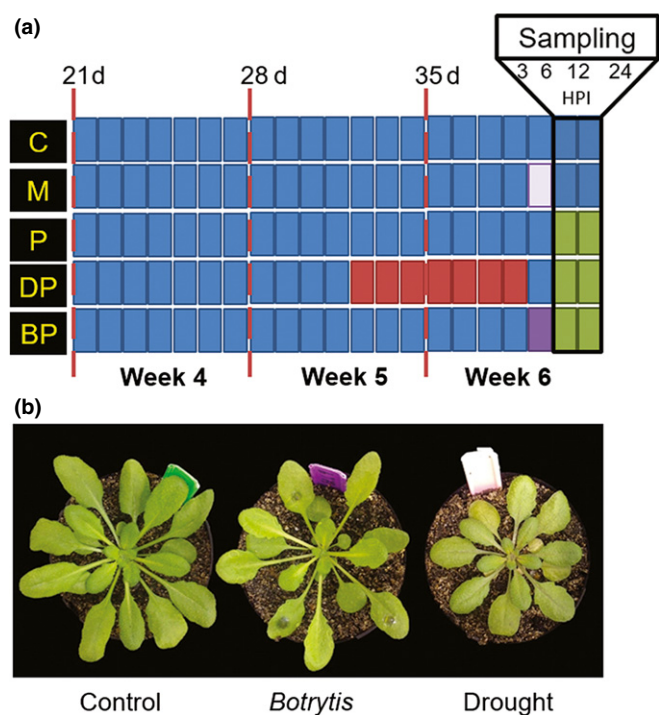 (a)
Sampling
3 6 12 24
HPI
21 d 28 d 35 d
C
M
P
DP
BP
Week 4 Week 5 Week 6
(b)
Control Botrytis Drought